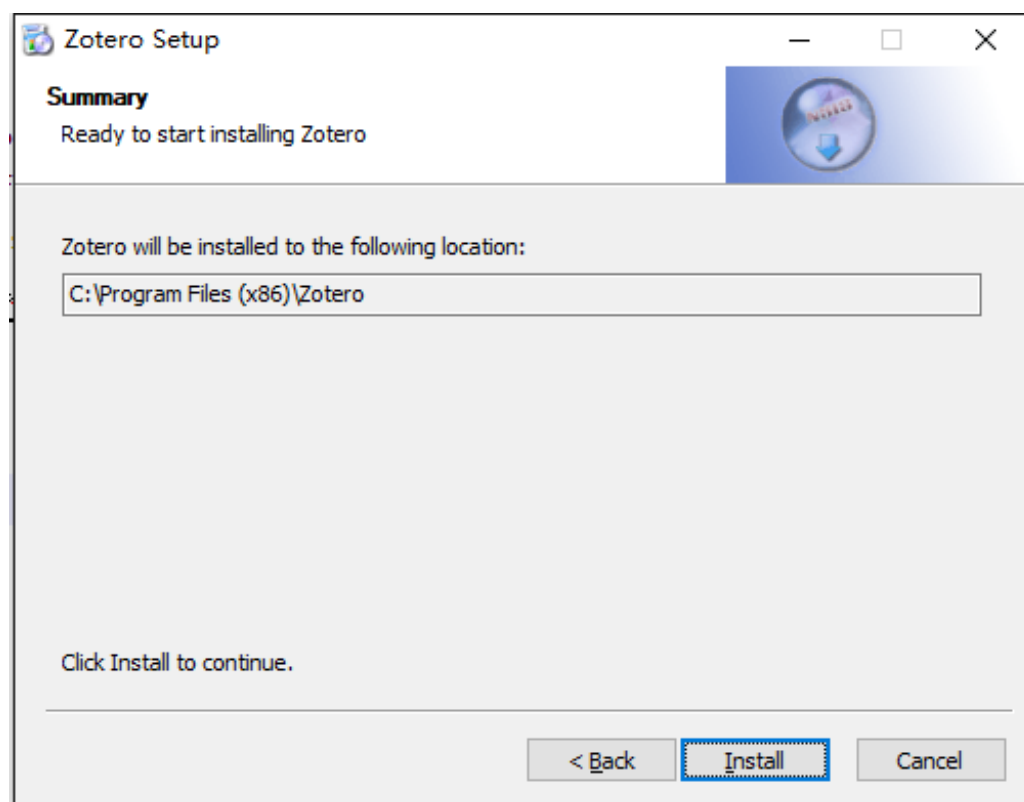 Zotero Setup
Summary
Ready to start installing Zotero
Zotero will be installed to the following location:
C:\Program Files (x86)\Zotero
Click Install to continue.
< Back
Install
Cancel